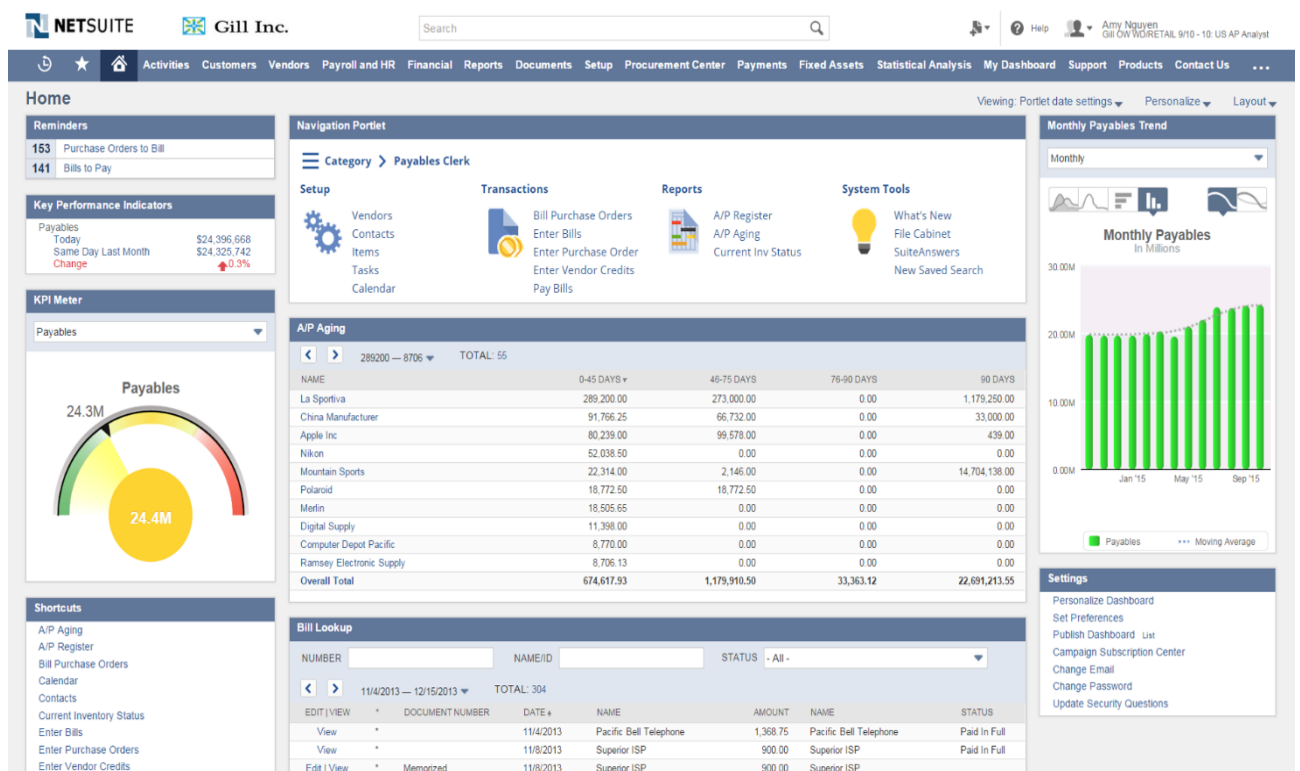 NETSUITE
Gill Inc.
Search
Help
Amy Nguyen
Gill OW WD/RETAIL 9/10 - 10: US AP Analyst
Activities Customers Vendors Payroll and HR Financial Reports Documents Setup Procurement Center Payments Fixed Assets Statistical Analysis My Dashboard Support Products Contact Us ...
Home
Viewing: Portlet date settings Personalize Layout
Reminders
153 Purchase Orders to Bill
141 Bills to Pay
Key Performance Indicators
Payables
Today $24,396,668
Same Day Last Month $24,325,742
Change 0.3%
KPI Meter
Payables
Payables
24.3M
24.4M
Shortcuts
A/P Aging
A/P Register
Bill Purchase Orders
Calendar
Contacts
Current Inventory Status
Enter Bills
Enter Purchase Orders
Enter Vendor Credits
Navigation Portlet
Category > Payables Clerk
Setup
Vendors
Contacts
Items
Tasks
Calendar
Transactions
Bill Purchase Orders
Enter Bills
Enter Purchase Order
Enter Vendor Credits
Pay Bills
Reports
A/P Register
A/P Aging
Current Inv Status
System Tools
What's New
File Cabinet
SuiteAnswers
New Saved Search
A/P Aging
289200 — 8706 TOTAL: 55
NAME 0-45 DAYS 46-75 DAYS 76-90 DAYS 90 DAYS
La Sportiva 289,200.00 273,000.00 0.00 1,179,250.00
China Manufacturer 91,766.25 66,732.00 0.00 33,000.00
Apple Inc 80,239.00 99,578.00 0.00 439.00
Nikon 52,038.50 0.00 0.00 0.00
Mountain Sports 22,314.00 2,146.00 0.00 14,704,138.00
Polaroid 18,772.50 18,772.50 0.00 0.00
Merlin 18,505.65 0.00 0.00 0.00
Digital Supply 11,398.00 0.00 0.00 0.00
Computer Depot Pacific 8,770.00 0.00 0.00 0.00
Ramsey Electronic Supply 8,706.13 0.00 0.00 0.00
Overall Total 674,617.93 1,179,910.50 33,363.12 22,691,213.55
Bill Lookup
NUMBER NAME/ID STATUS - All -
11/4/2013 — 12/15/2013 TOTAL: 304
EDIT | VIEW * DOCUMENT NUMBER DATE NAME AMOUNT NAME STATUS
View * 11/4/2013 Pacific Bell Telephone 1,368.75 Pacific Bell Telephone Paid In Full
View * 11/8/2013 Superior ISP 900.00 Superior ISP Paid In Full
Edit | View * Memorized 11/8/2013 Superior ISP 900.00 Superior ISP
Monthly Payables Trend
Monthly
Monthly Payables
In Millions
30.00M
20.00M
10.00M
0.00M
Jan '15 May '15 Sep '15
Payables Moving Average
Settings
Personalize Dashboard
Set Preferences
Publish Dashboard List
Campaign Subscription Center
Change Email
Change Password
Update Security Questions